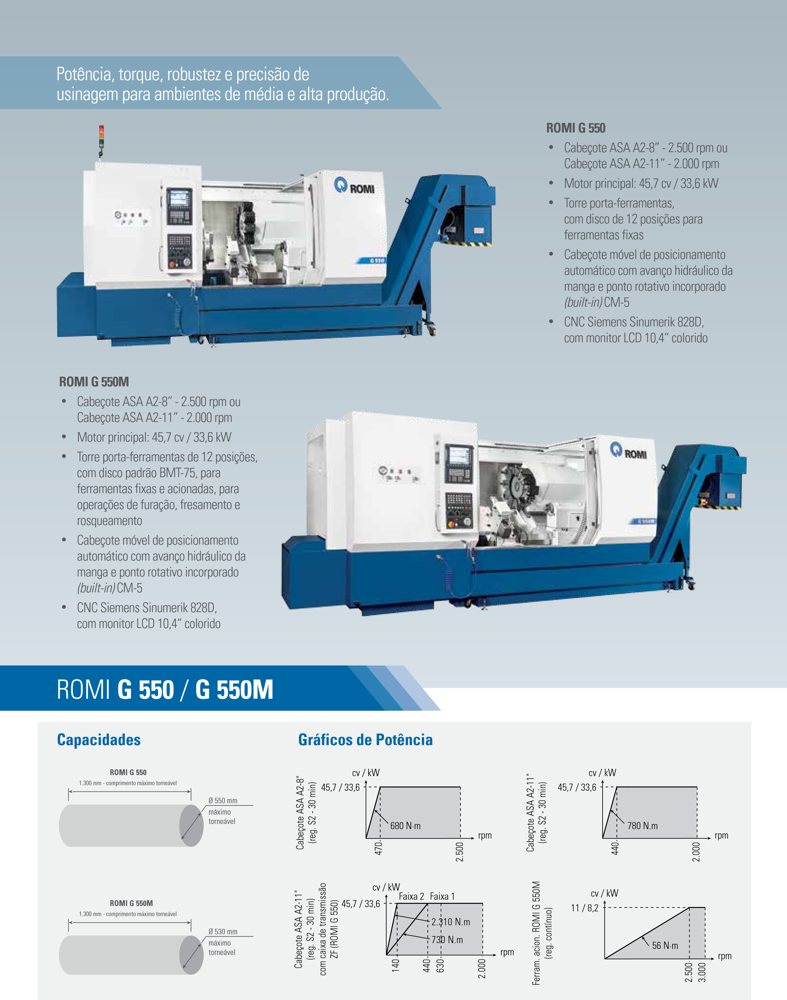 Potência, torque, robustez e precisão de
usinagem para ambientes de média e alta produção.
ROMI
G 550
ROMI G 550
• Cabeçote ASA A2-8” - 2.500 rpm ou
Cabeçote ASA A2-11” - 2.000 rpm
• Motor principal: 45,7 cv / 33,6 kW
• Torre porta-ferramentas,
com disco de 12 posições para
ferramentas fixas
• Cabeçote móvel de posicionamento
automático com avanço hidráulico da
manga e ponto rotativo incorporado
(built-in) CM-5
• CNC Siemens Sinumerik 828D,
com monitor LCD 10,4“ colorido
ROMI G 550M
• Cabeçote ASA A2-8” - 2.500 rpm ou
Cabeçote ASA A2-11” - 2.000 rpm
• Motor principal: 45,7 cv / 33,6 kW
• Torre porta-ferramentas de 12 posições,
com disco padrão BMT-75, para
ferramentas fixas e acionadas, para
operações de furação, fresamento e
rosqueamento
• Cabeçote móvel de posicionamento
automático com avanço hidráulico da
manga e ponto rotativo incorporado
(built-in) CM-5
• CNC Siemens Sinumerik 828D,
com monitor LCD 10,4“ colorido
ROMI
G 550M
ROMI G 550 / G 550M
Capacidades
ROMI G 550
1.300 mm - comprimento máximo torneável
Ø 550 mm
máximo
torneável
ROMI G 550M
1.300 mm - comprimento máximo torneável
Ø 530 mm
máximo
torneável
Gráficos de Potência
Cabeçote ASA A2-8"
(reg. S2 - 30 min)
cv / kW
45,7 / 33,6
680 N·m
rpm
470
2.500
Cabeçote ASA A2-11"
(reg. S2 - 30 min)
cv / kW
45,7 / 33,6
780 N.m
rpm
440
2.000
Cabeçote ASA A2-11"
(reg. S2 - 30 min)
com caixa de transmissão
ZF (ROMI G 550)
cv / kW
Faixa 2 Faixa 1
45,7 / 33,6
2.310 N.m
730 N.m
rpm
140
440
630
2.000
Ferram. acion. ROMI G 550M
(reg. contínuo)
cv / kW
11 / 8,2
56 N·m
rpm
2.500
3.000